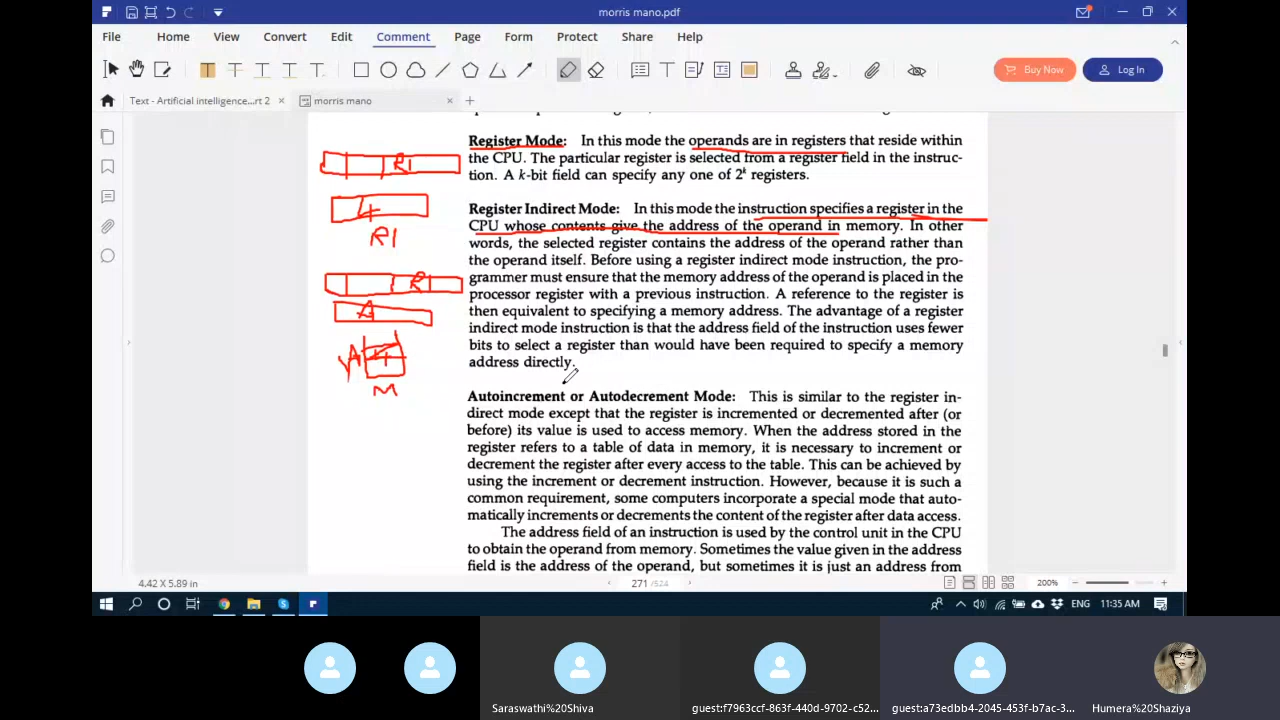 morris mano.pdf
File Home View Convert Edit Comment Page Form Protect Share Help
Buy Now Log In
Text - Artificial intelligence...rt 2 morris mano
Register Mode: In this mode the operands are in registers that reside within
the CPU. The particular register is selected from a register field in the instruc-
tion. A k-bit field can specify any one of 2^k registers.
Register Indirect Mode: In this mode the instruction specifies a register in the
CPU whose contents give the address of the operand in memory. In other
words, the selected register contains the address of the operand rather than
the operand itself. Before using a register indirect mode instruction, the pro-
grammer must ensure that the memory address of the operand is placed in the
processor register with a previous instruction. A reference to the register is
then equivalent to specifying a memory address. The advantage of a register
indirect mode instruction is that the address field of the instruction uses fewer
bits to select a register than would have been required to specify a memory
address directly.
Autoincrement or Autodecrement Mode: This is similar to the register in-
direct mode except that the register is incremented or decremented after (or
before) its value is used to access memory. When the address stored in the
register refers to a table of data in memory, it is necessary to increment or
decrement the register after every access to the table. This can be achieved by
using the increment or decrement instruction. However, because it is such a
common requirement, some computers incorporate a special mode that auto-
matically increments or decrements the content of the register after data access.
The address field of an instruction is used by the control unit in the CPU
to obtain the operand from memory. Sometimes the value given in the address
field is the address of the operand, but sometimes it is just an address from
R1
4
R1
R1
A
A 4
M
4.42 x 5.89 in 271 /524 200%
ENG 11:35 AM
Saraswathi%20Shiva guest:f7963ccf-863f-440d-9702-c52... guest:a73edbb4-2045-453f-b7ac-3... Humera%20Shaziya